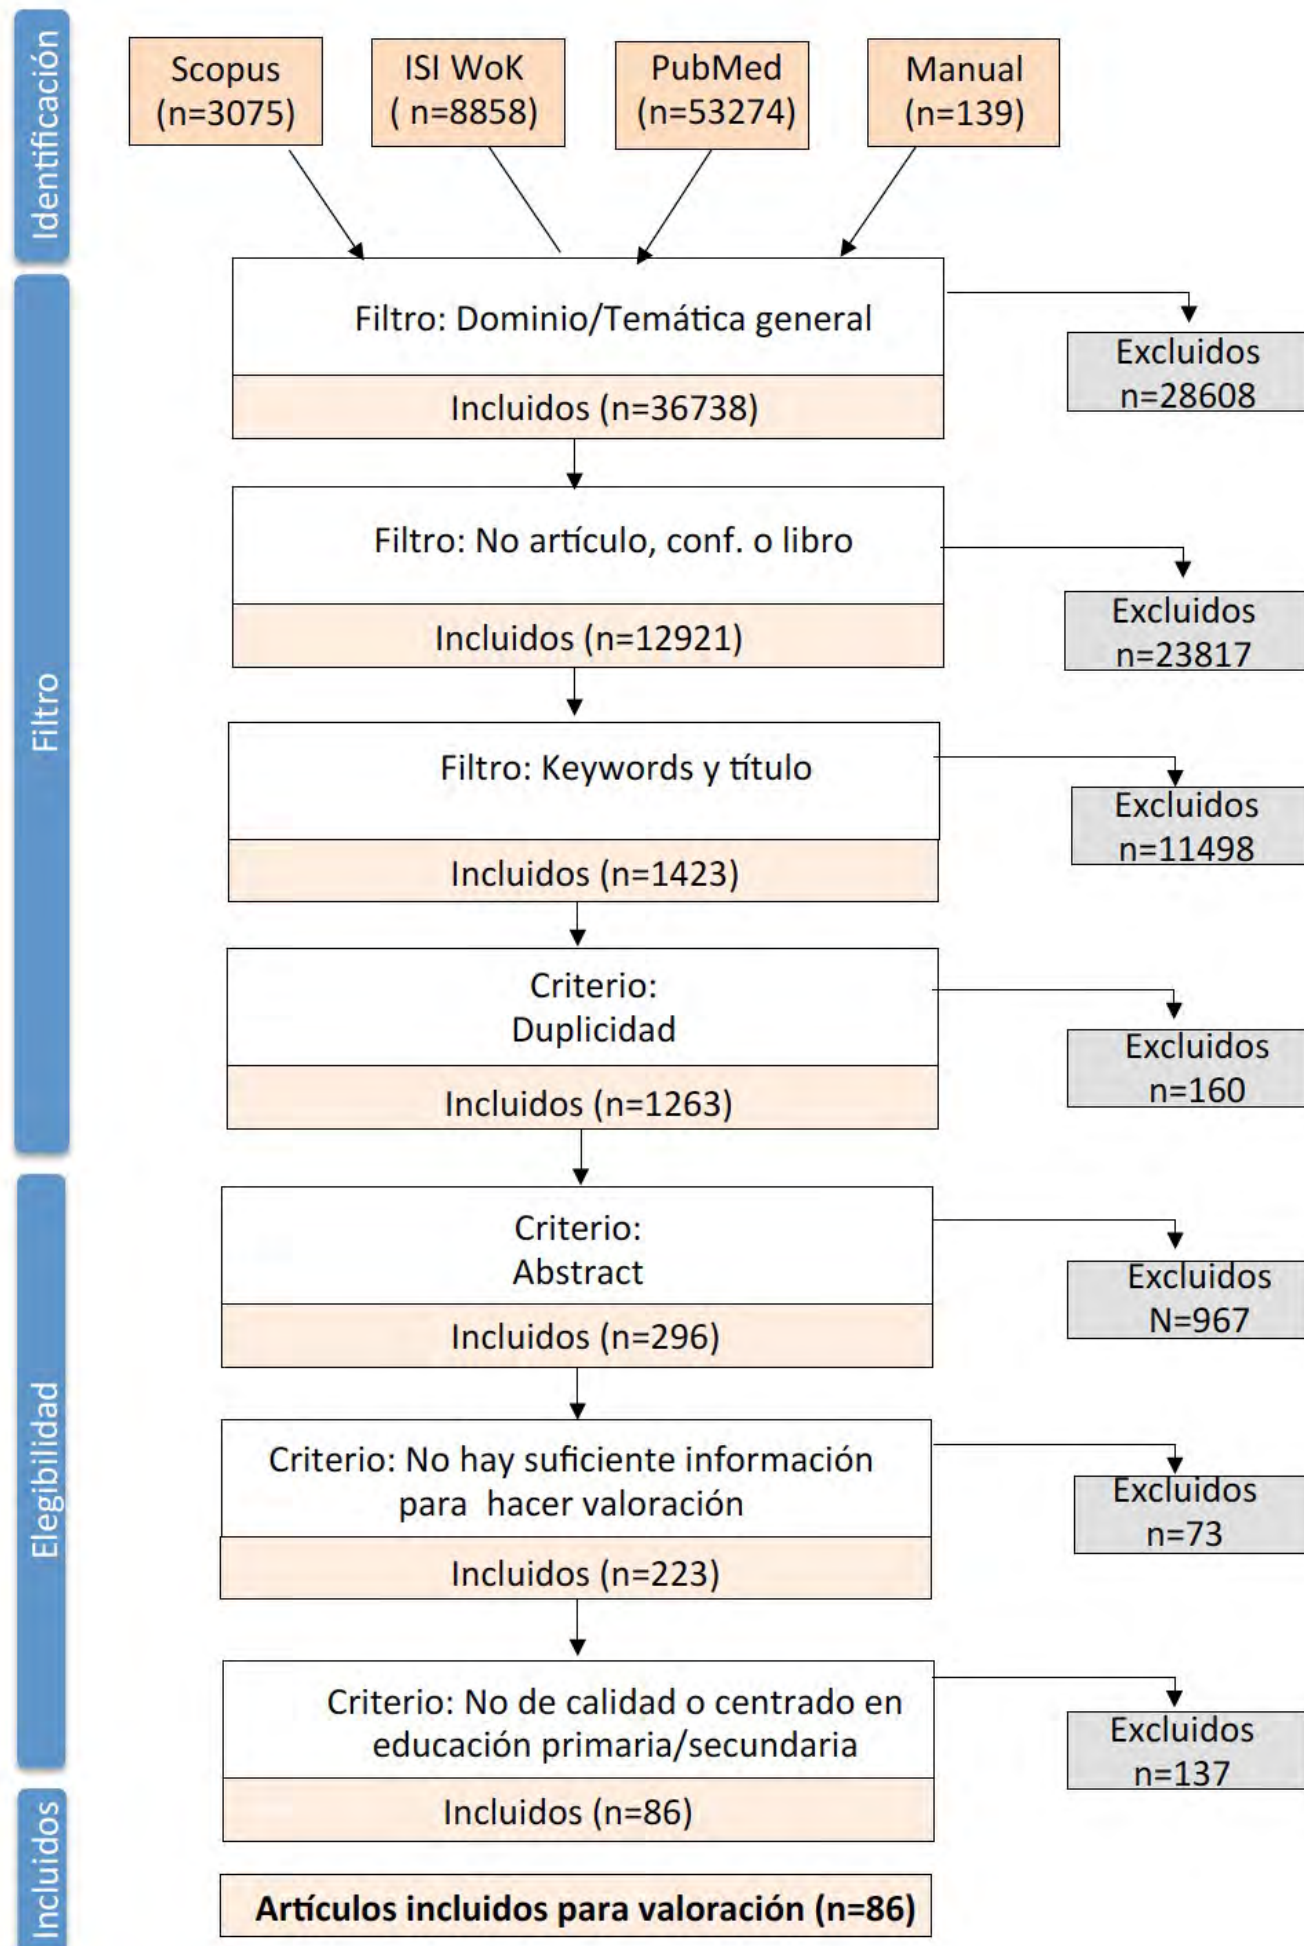 Identificación
Scopus
(n=3075)
ISI WoK
( n=8858)
PubMed
(n=53274)
Manual
(n=139)
Filtro
Filtro: Dominio/Temática general
Incluidos (n=36738)
Excluidos
n=28608
Filtro: No artículo, conf. o libro
Incluidos (n=12921)
Excluidos
n=23817
Filtro: Keywords y título
Incluidos (n=1423)
Excluidos
n=11498
Criterio:
Duplicidad
Incluidos (n=1263)
Excluidos
n=160
Elegibilidad
Criterio:
Abstract
Incluidos (n=296)
Excluidos
N=967
Criterio: No hay suficiente información
para  hacer valoración
Incluidos (n=223)
Excluidos
n=73
Criterio: No de calidad o centrado en
educación primaria/secundaria
Incluidos (n=86)
Excluidos
n=137
Incluidos
Artículos incluidos para valoración (n=86)